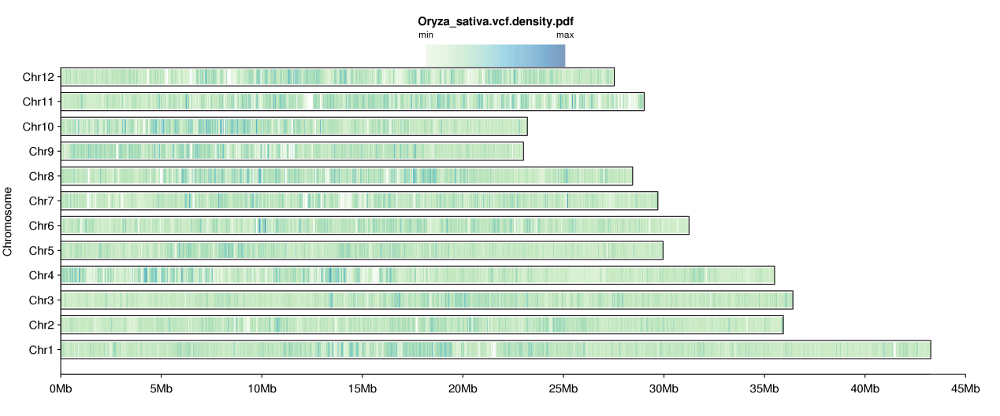 Oryza_sativa.vcf.density.pdf
min max
Chr12
Chr11
Chr10
Chr9
Chr8
Chr7
Chr6
Chr5
Chr4
Chr3
Chr2
Chr1
Chromosome
0Mb 5Mb 10Mb 15Mb 20Mb 25Mb 30Mb 35Mb 40Mb 45Mb